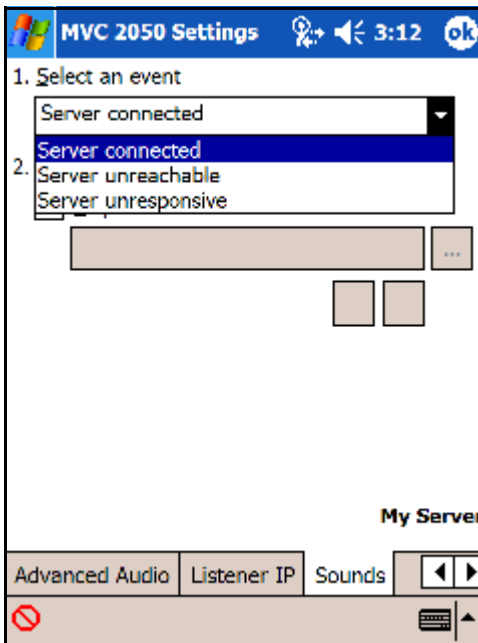 MVC 2050 Settings 3:12 ok
1. Select an event
Server connected
Server connected
2.
Server unreachable
Server unresponsive
...
My Server
Advanced Audio Listener IP Sounds